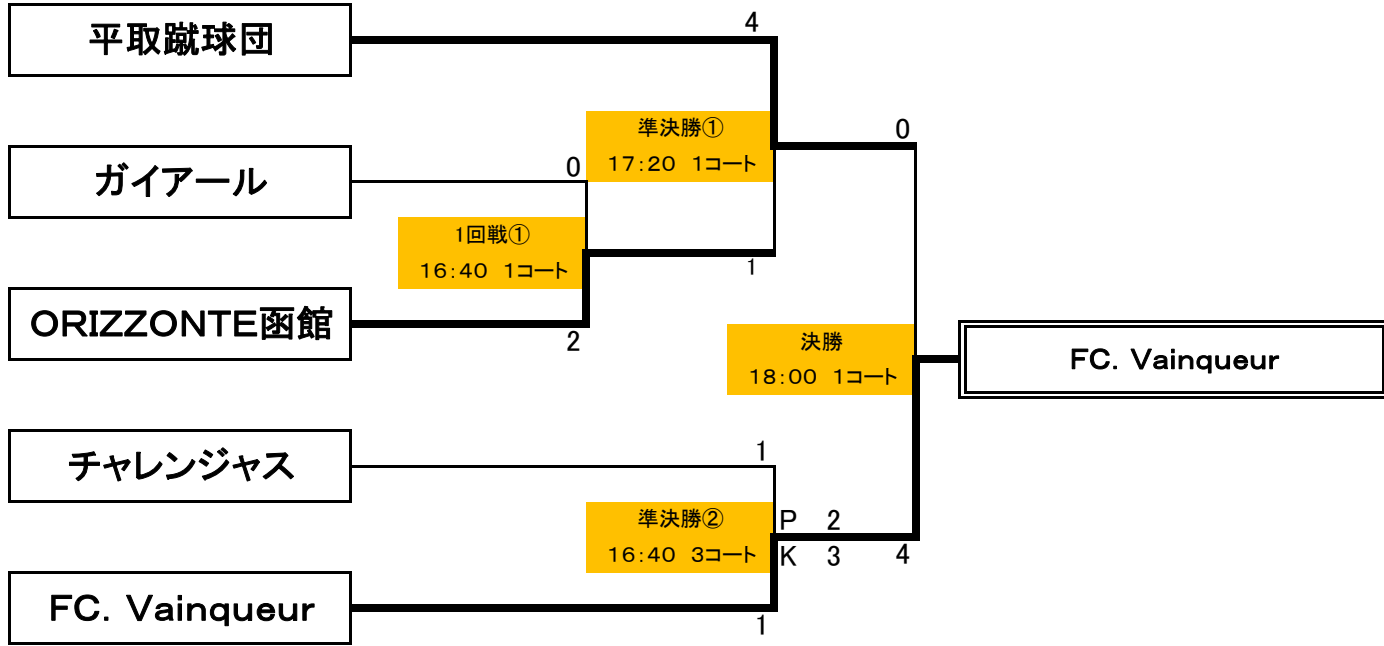 平取蹴球団
4
準決勝①
17:20 1コート
0
ガイアール
0
1回戦①
16:40 1コート
1
ORIZZONTE函館
2
決勝
18:00 1コート
FC. Vainqueur
チャレンジャス
1
準決勝②
16:40 3コート
P 2
K 3
4
FC. Vainqueur
1